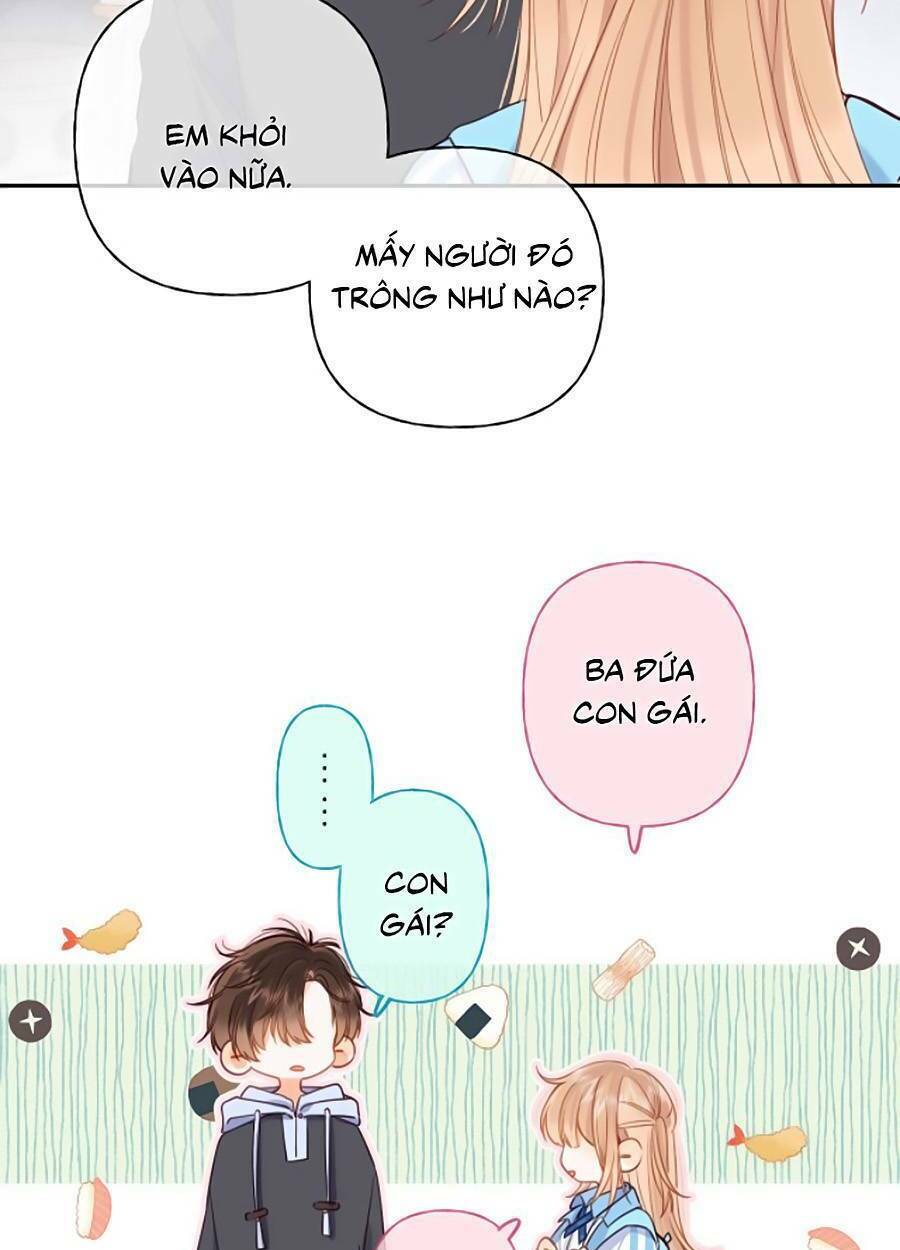 EM KHỎI
VÀO NỮA.
MẤY NGƯỜI ĐÓ
TRÔNG NHƯ NÀO?
BA ĐỨA
CON GÁI.
.....
CON
GÁI?